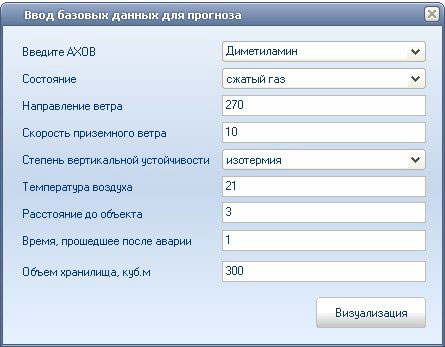 Ввод базовых данных для прогноза
Введите АХОВ Диметиламин
Состояние сжатый газ
Направление ветра 270
Скорость приземного ветра 10
Степень вертикальной устойчивости изотермия
Температура воздуха 21
Расстояние до объекта 3
Время, прошедшее после аварии 1
Объем хранилища, куб.м 300
Визуализация